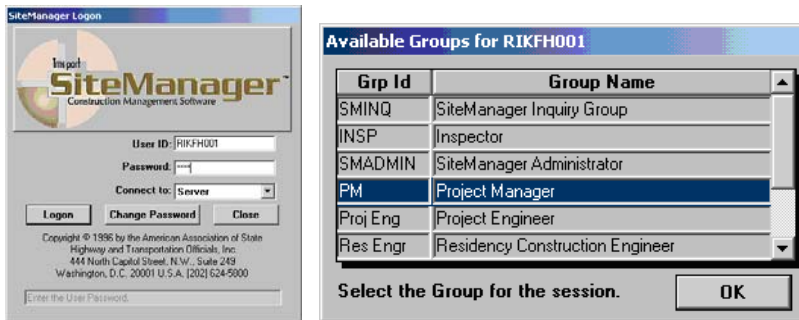 SiteManager Logon
Trns•port
SiteManager™
Construction Management Software
User ID: RIKFH001
Password: ****
Connect to: Server
Logon Change Password Close
Copyright © 1996 by the American Association of State
Highway and Transportation Officials, Inc.
444 North Capitol Street, N.W., Suite 249
Washington, D.C. 20001 U.S.A. (202) 624-5800
Enter the User Password.
Available Groups for RIKFH001
Grp Id Group Name
SMINQ SiteManager Inquiry Group
INSP Inspector
SMADMIN SiteManager Administrator
PM Project Manager
Proj Eng Project Engineer
Res Engr Residency Construction Engineer
Select the Group for the session. OK